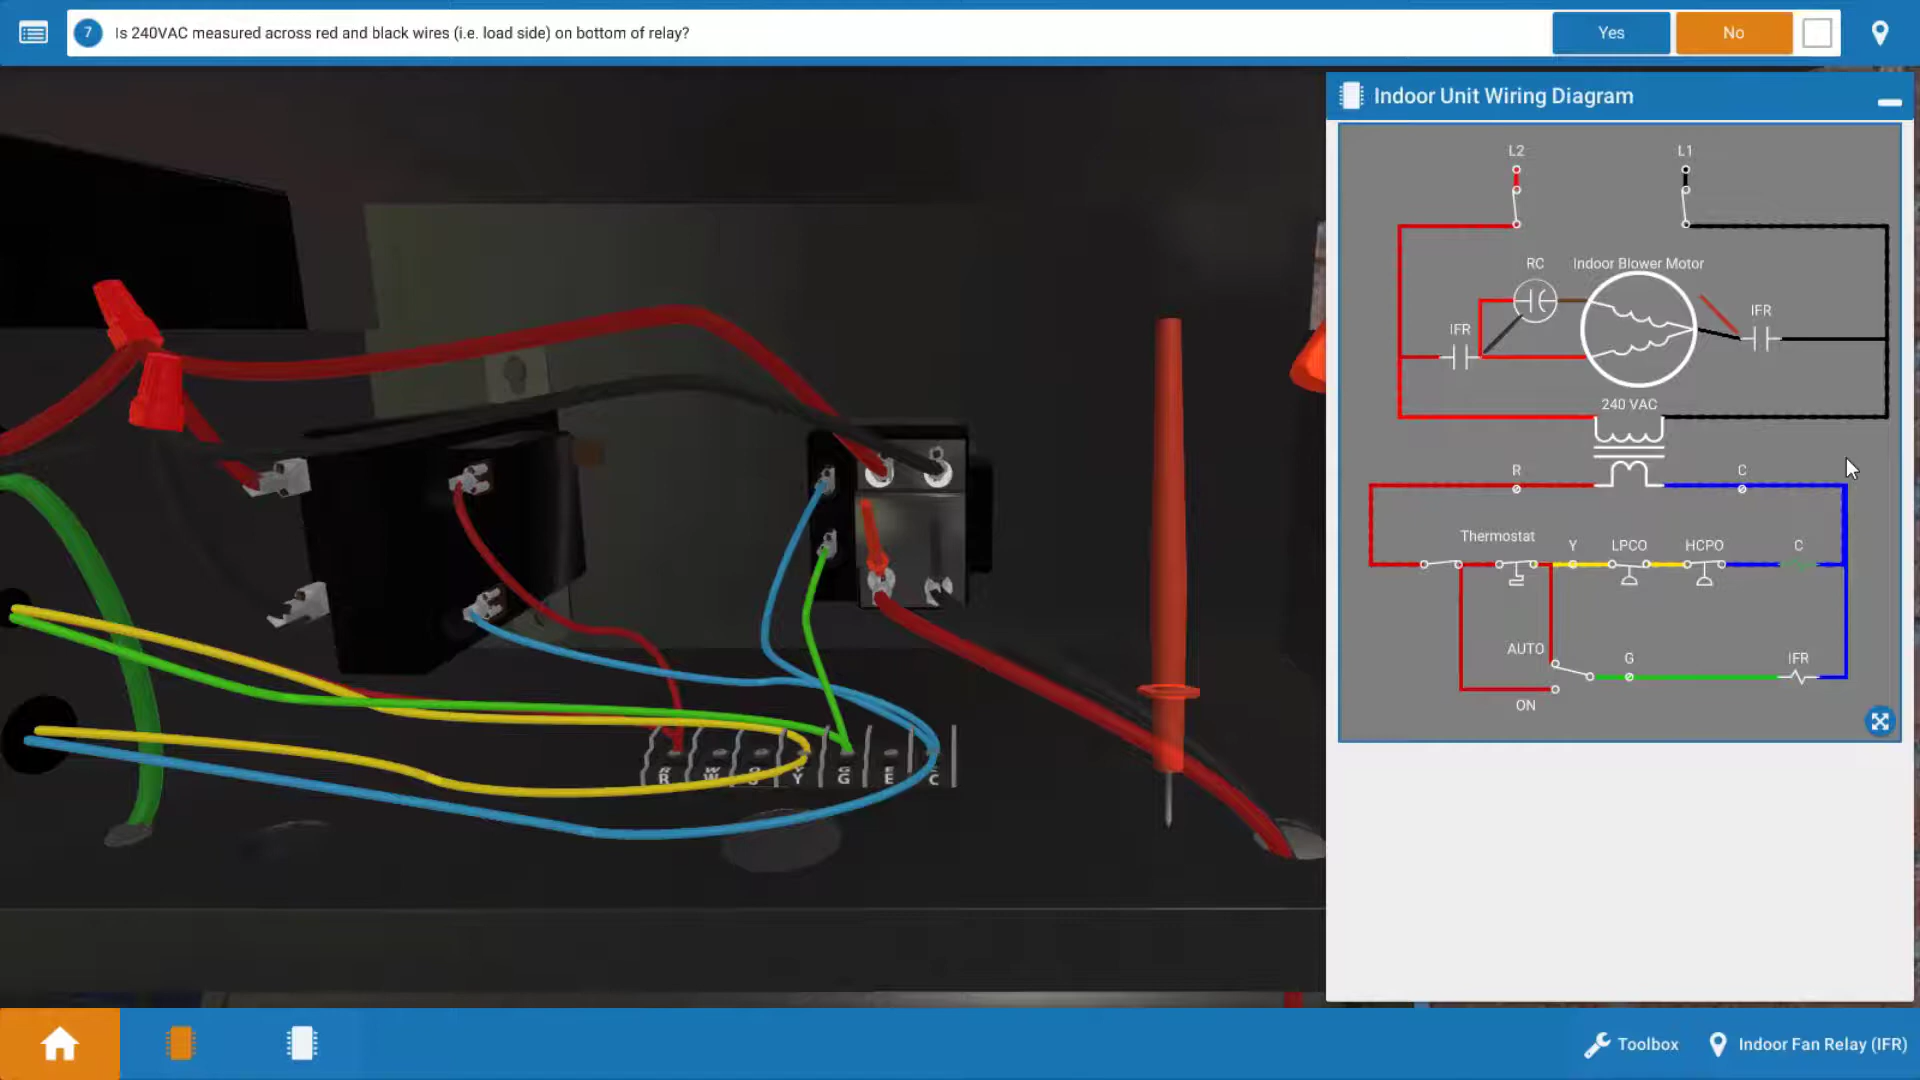 7 Is 240VAC measured across red and black wires (i.e. load side) on bottom of relay?
Yes
No
Indoor Unit Wiring Diagram
L2 L1
RC Indoor Blower Motor
IFR
IFR
240 VAC
R C
Thermostat
Y LPCO HCPO C
AUTO G IFR
ON
R W O Y G E C
Toolbox
Indoor Fan Relay (IFR)